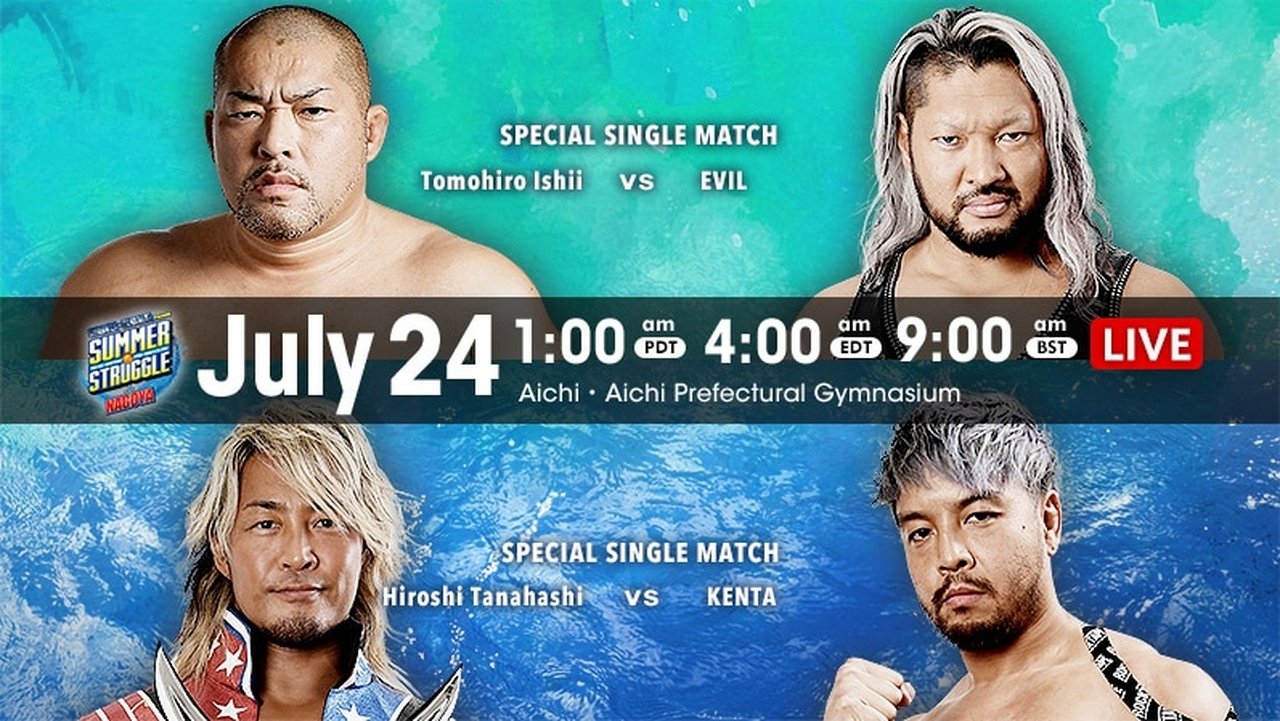 SPECIAL SINGLE MATCH
Tomohiro Ishii vs EVIL
SUMMER
STRUGGLE
NAGOYA
July 24
1:00 am PDT 4:00 am EDT 9:00 am BST LIVE
Aichi・Aichi Prefectural Gymnasium
SPECIAL SINGLE MATCH
Hiroshi Tanahashi vs KENTA